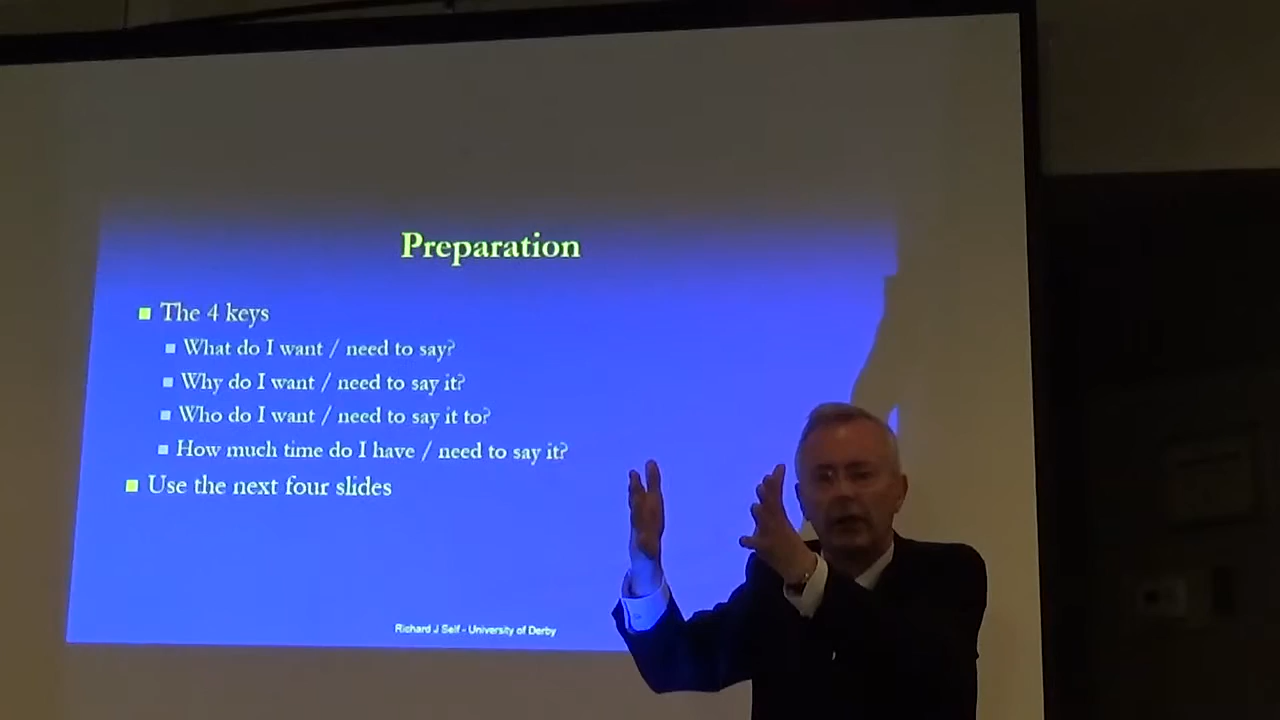 Preparation
The 4 keys
What do I want / need to say?
Why do I want / need to say it?
Who do I want / need to say it to?
How much time do I have / need to say it?
Use the next four slides
Richard J Self - University of Derby